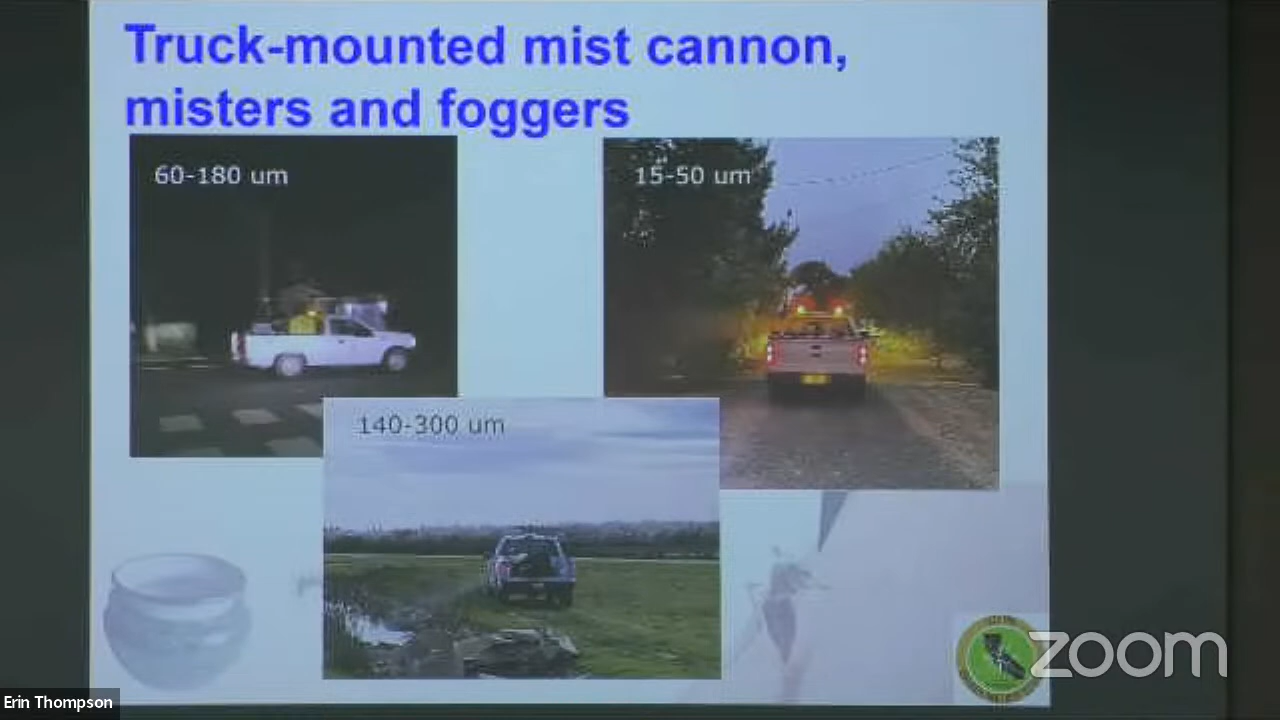 Truck-mounted mist cannon,
misters and foggers
60-180 um
15-50 um
140-300 um
zoom
Erin Thompson